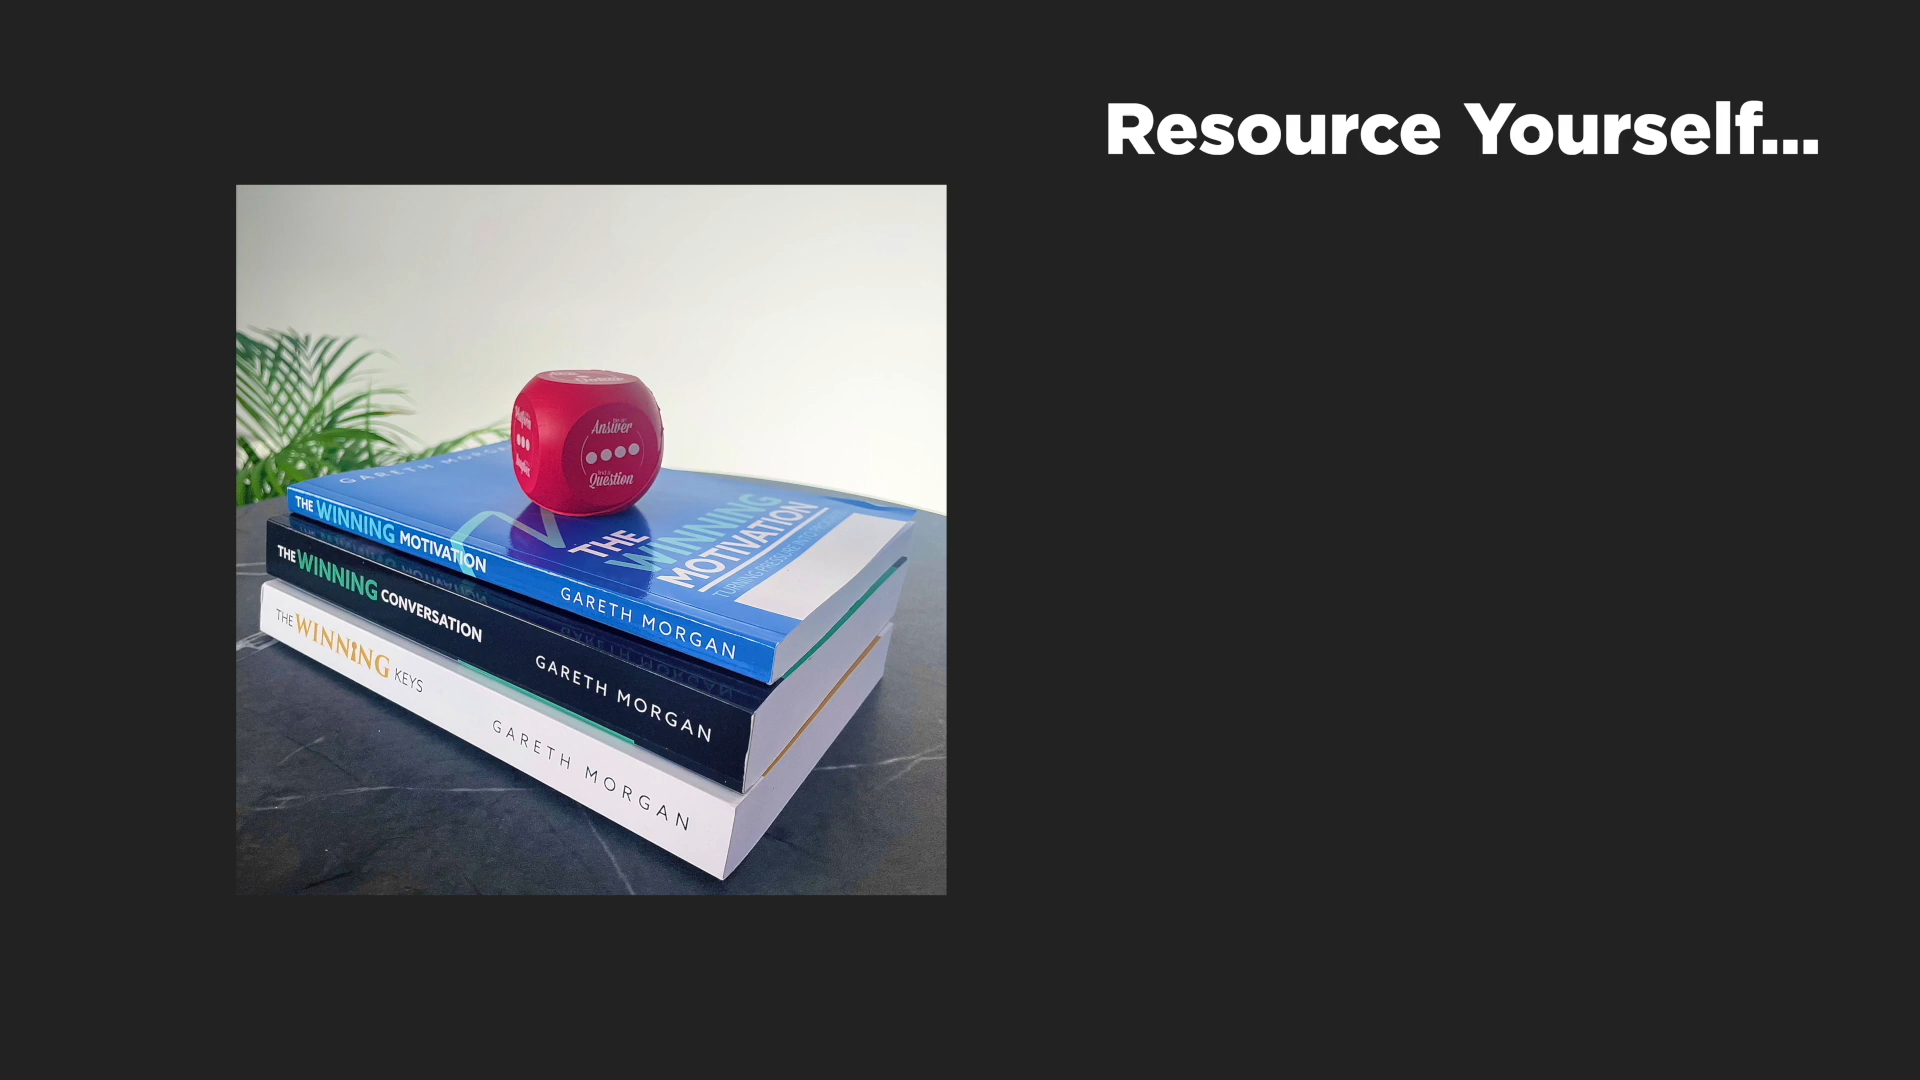 Resource Yourself...
Answer
Question
GARETH MORGAN
THE WINNING MOTIVATION
GARETH MORGAN
THE
WINNING
MOTIVATION
THE WINNING CONVERSATION
GARETH MORGAN
THE WINNING KEYS
GARETH MORGAN